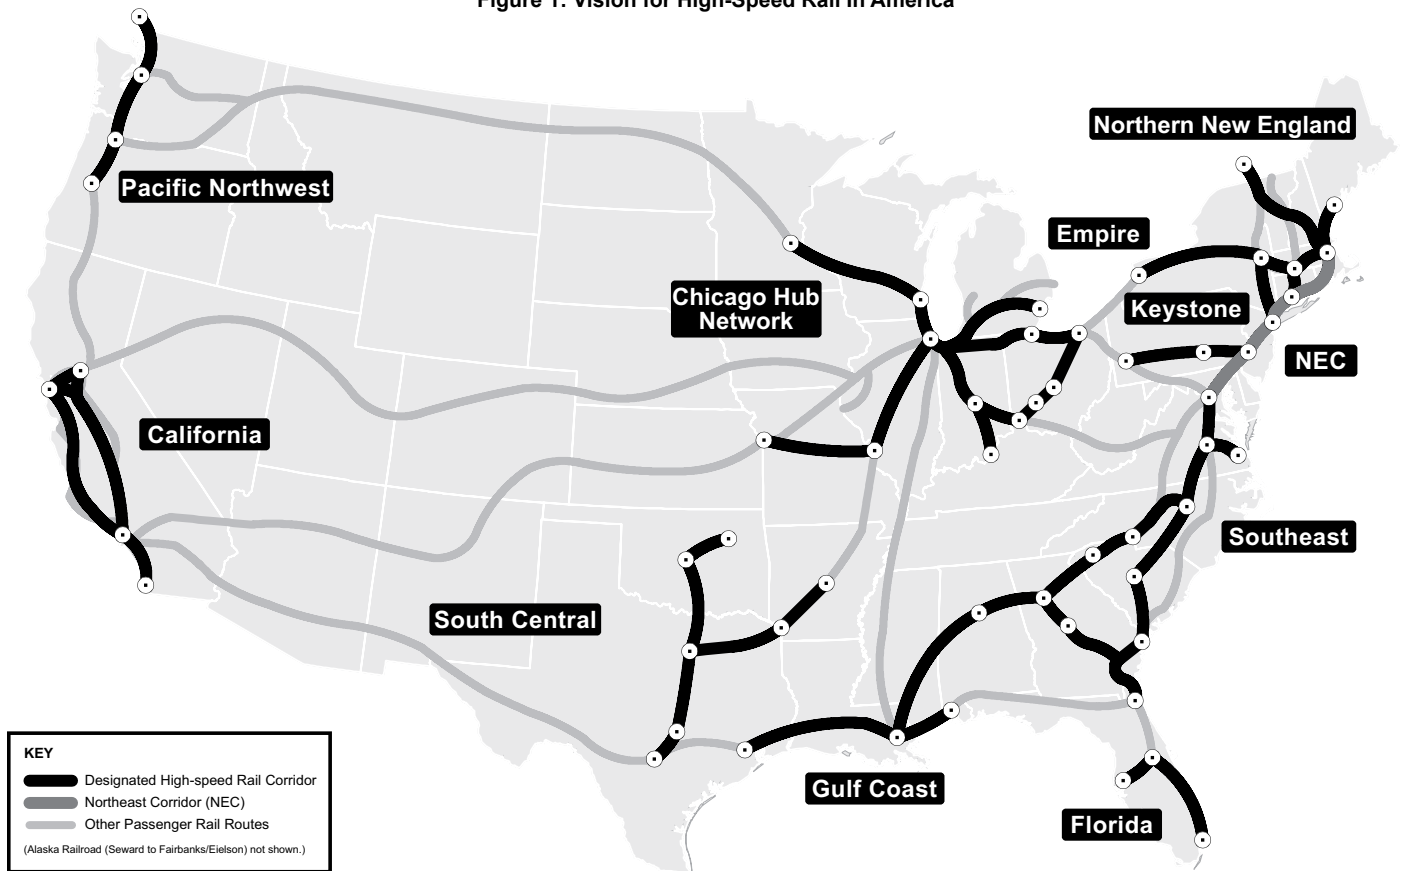 Figure 1: Vision for High-Speed Rail in America
Northern New England
Pacific Northwest
Empire
Chicago Hub
Network
Keystone
NEC
California
Southeast
South Central
Gulf Coast
Florida
KEY
Designated High-speed Rail Corridor
Northeast Corridor (NEC)
Other Passenger Rail Routes
(Alaska Railroad (Seward to Fairbanks/Eielson) not shown.)